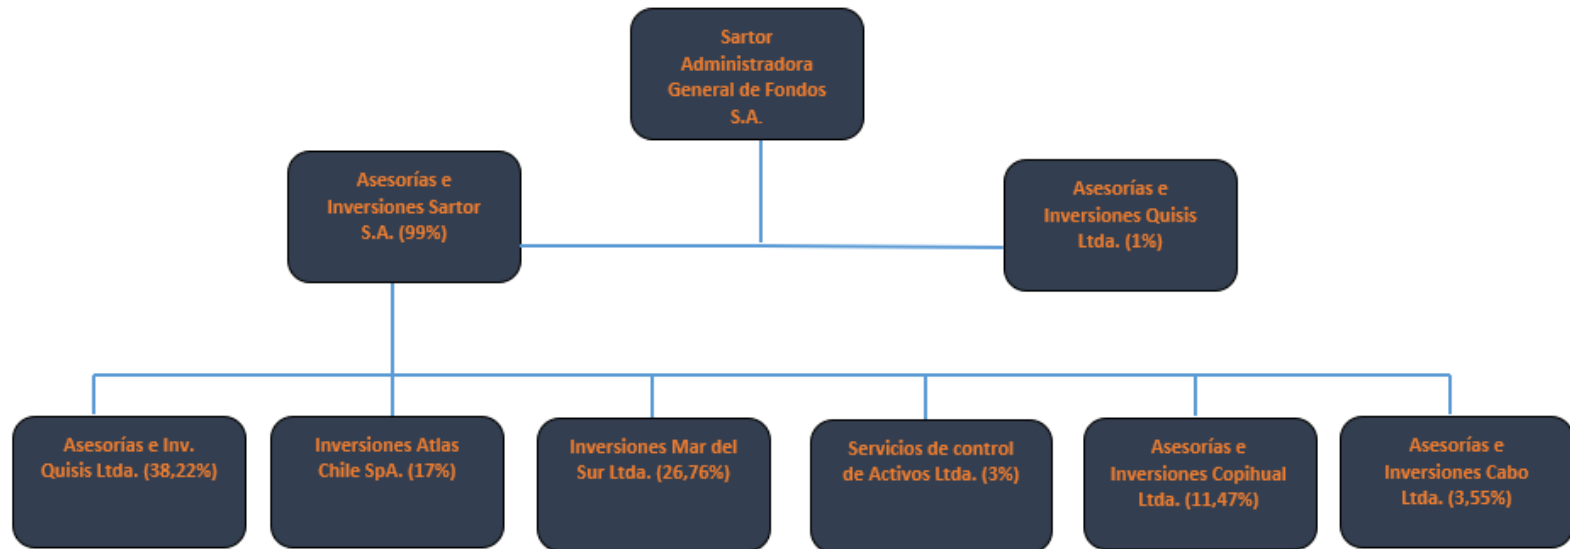 Sartor
Administradora
General de Fondos
S.A.
Asesorías e
Inversiones Sartor
S.A. (99%)
Asesorías e
Inversiones Quisis
Ltda. (1%)
Asesorías e Inv.
Quisis Ltda. (38,22%)
Inversiones Atlas
Chile SpA. (17%)
Inversiones Mar del
Sur Ltda. (26,76%)
Servicios de control
de Activos Ltda. (3%)
Asesorías e
Inversiones Copihual
Ltda. (11,47%)
Asesorías e
Inversiones Cabo
Ltda. (3,55%)